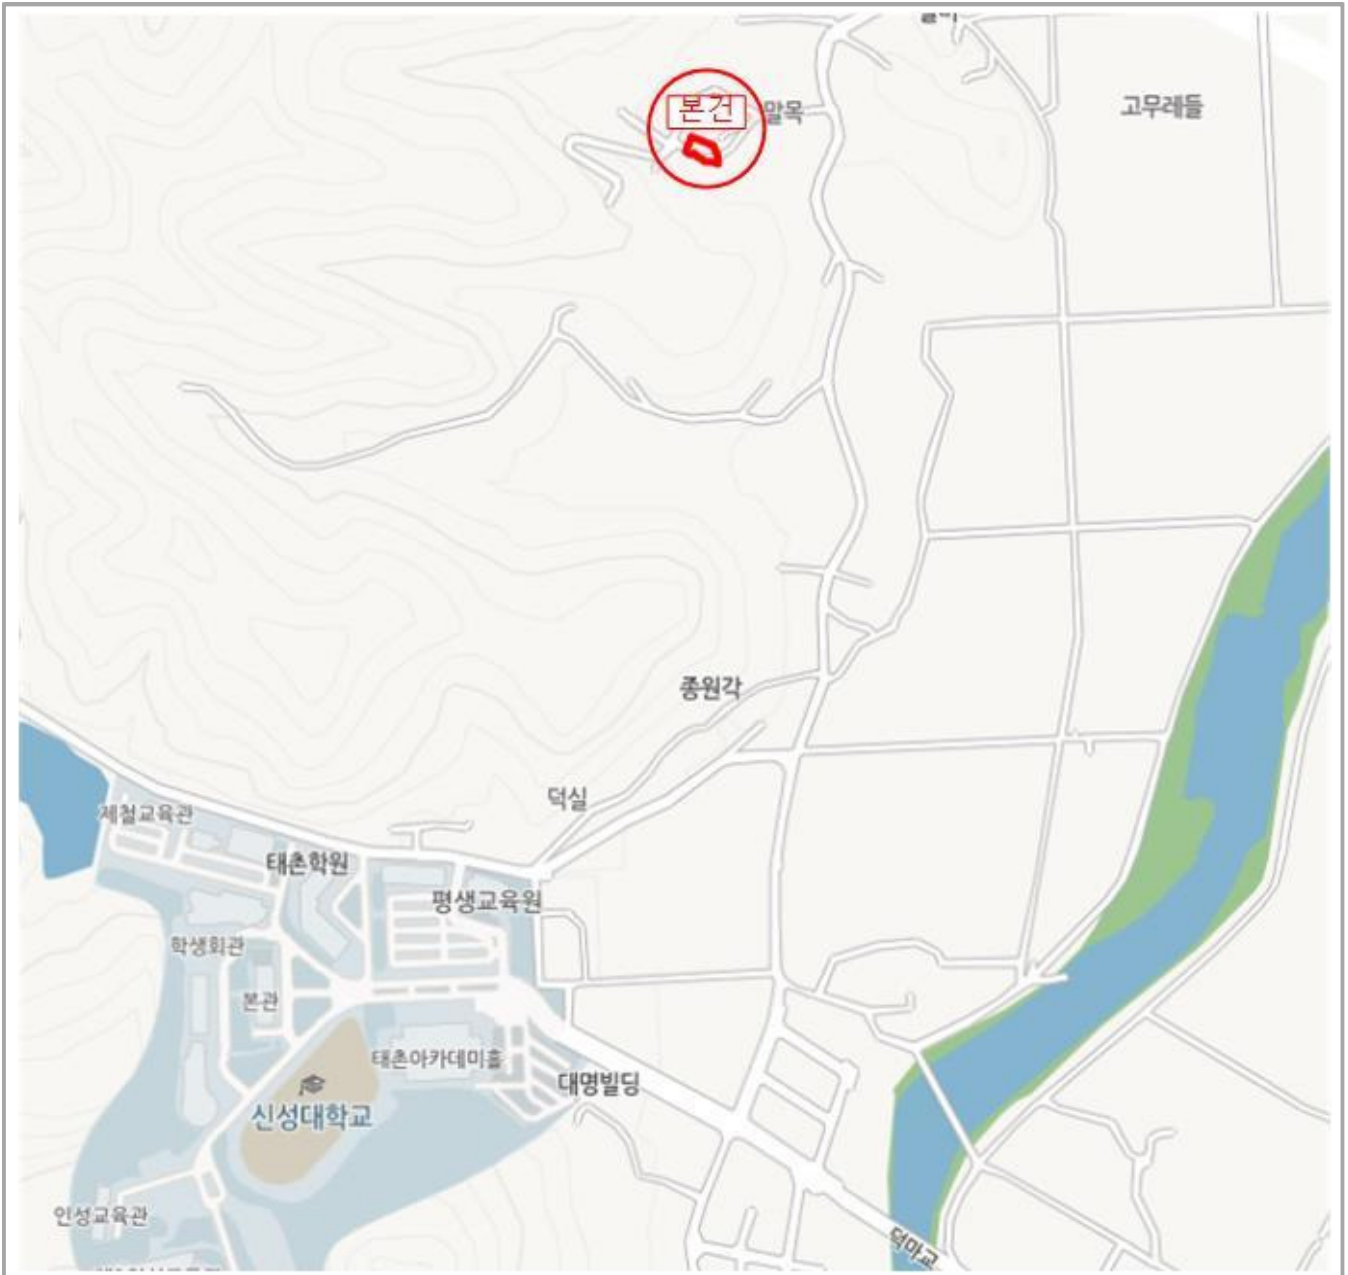 본건
말목
고무레들
종원각
덕실
제철교육관
태촌학원
평생교육원
학생회관
본관
태촌아카데미홀
대명빌딩
신성대학교
인성교육관
덕마교